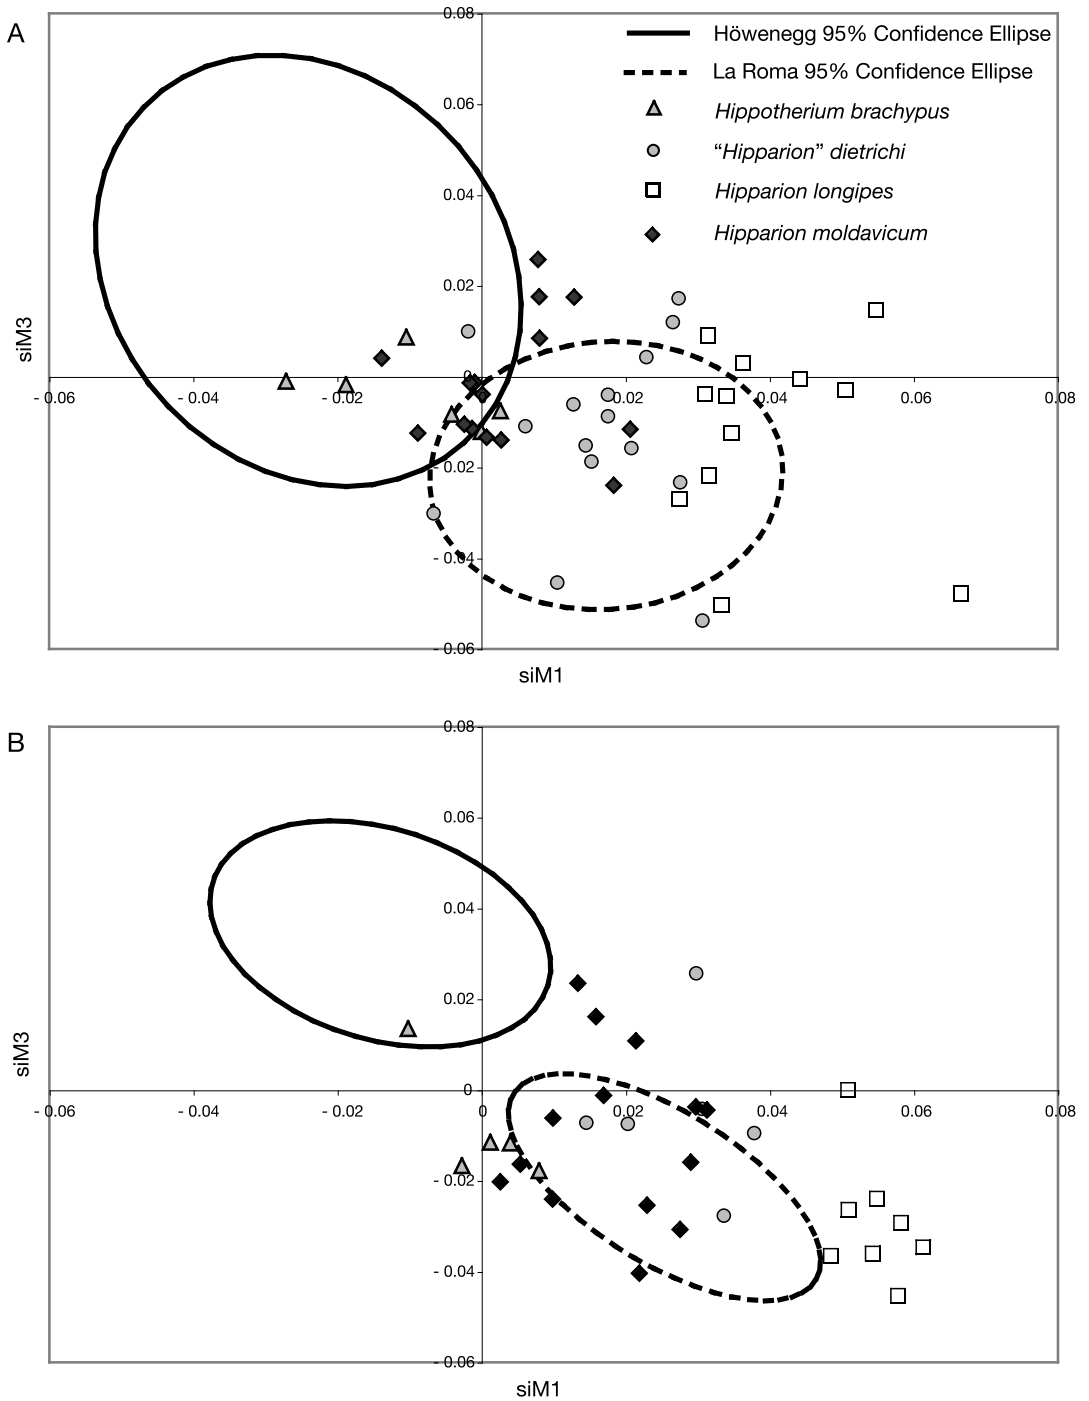 A
0.08
Höwenegg 95% Confidence Ellipse
La Roma 95% Confidence Ellipse
0.06
Hippotherium brachypus
“Hipparion” dietrichi
0.04
Hipparion longipes
Hipparion moldavicum
0.02
siM3
0
- 0.06 - 0.04 - 0.02 0.02 0.04 0.06 0.08
- 0.02
- 0.04
- 0.06
siM1
B
0.08
0.06
0.04
0.02
siM3
0
- 0.06 - 0.04 - 0.02 0 0.02 0.04 0.06 0.08
- 0.02
- 0.04
- 0.06
siM1